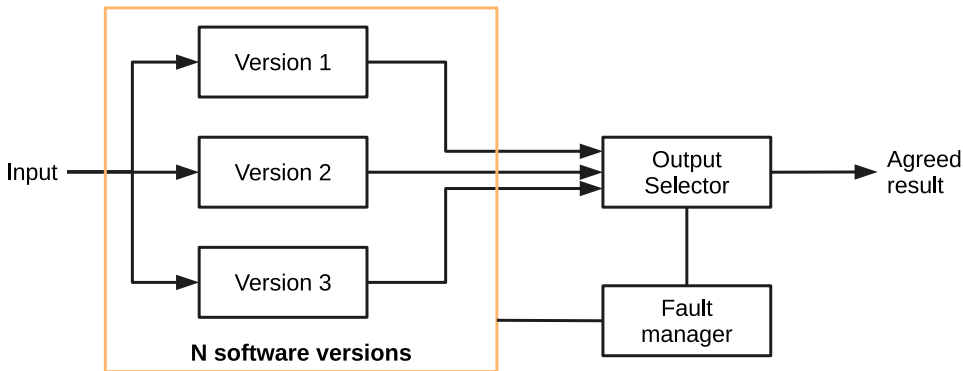 Version 1
Input
Version 2
Output
Selector
Agreed
result
Version 3
Fault
manager
N software versions